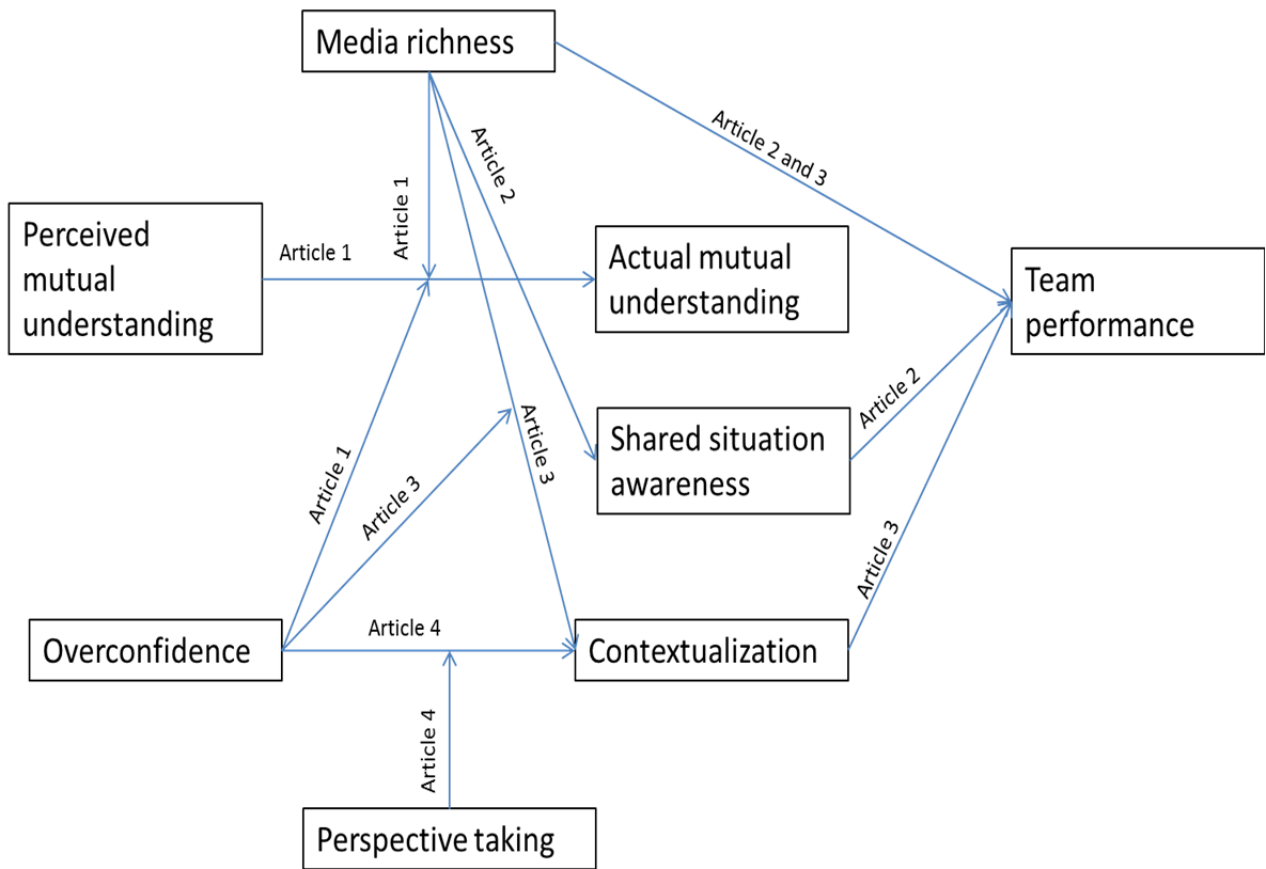 Media richness
Article 2 and 3
Article 2
Article 1
Perceived
mutual
understanding
Article 1
Actual mutual
understanding
Team
performance
Article 2
Shared situation
awareness
Article 3
Article 1
Article 3
Article 3
Overconfidence
Article 4
Contextualization
Article 4
Perspective taking